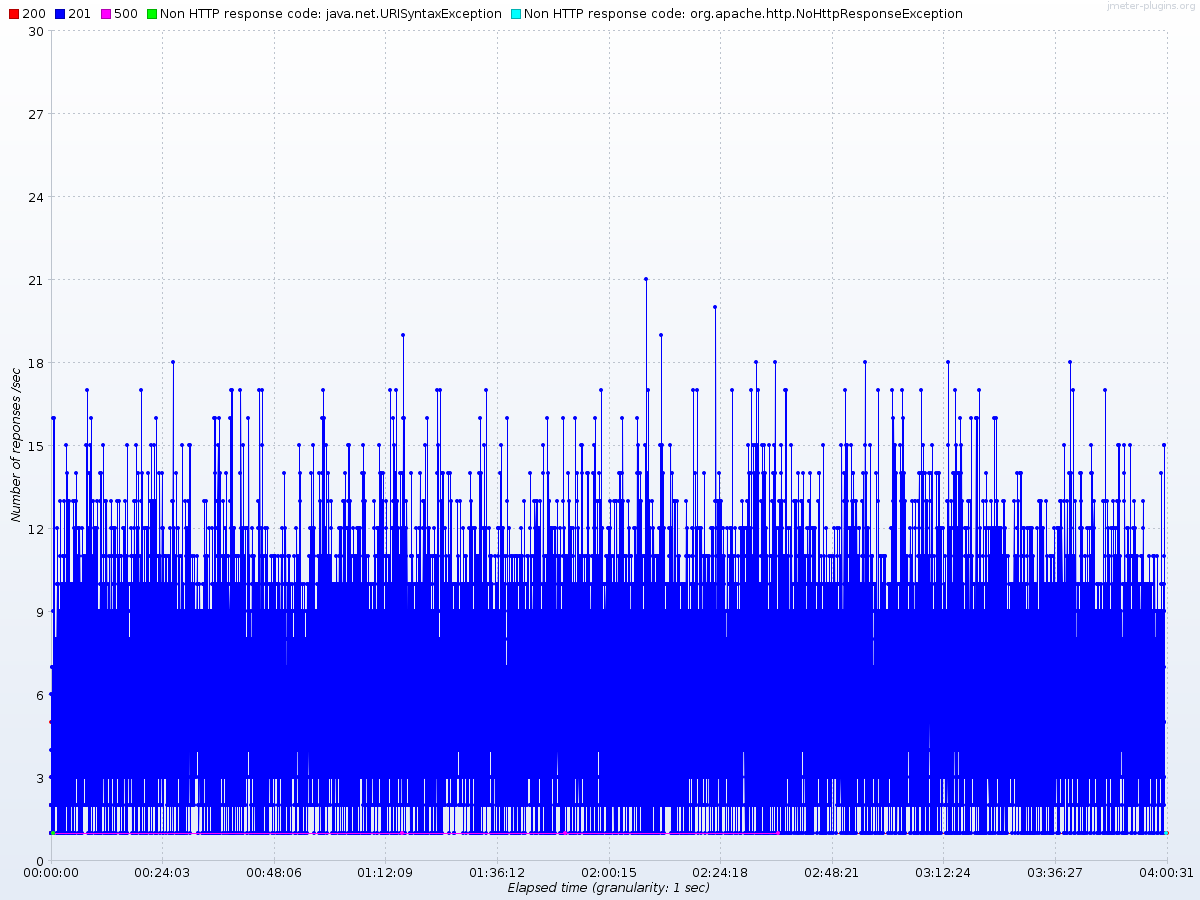 200 201 500 Non HTTP response code: java.net.URISyntaxException Non HTTP response code: org.apache.http.NoHttpResponseException
jmeter-plugins.org
30
27
24
21
18
15
12
9
6
3
0
Number of reponses /sec
00:00:00 00:24:03 00:48:06 01:12:09 01:36:12 02:00:15 02:24:18 02:48:21 03:12:24 03:36:27 04:00:31
Elapsed time (granularity: 1 sec)